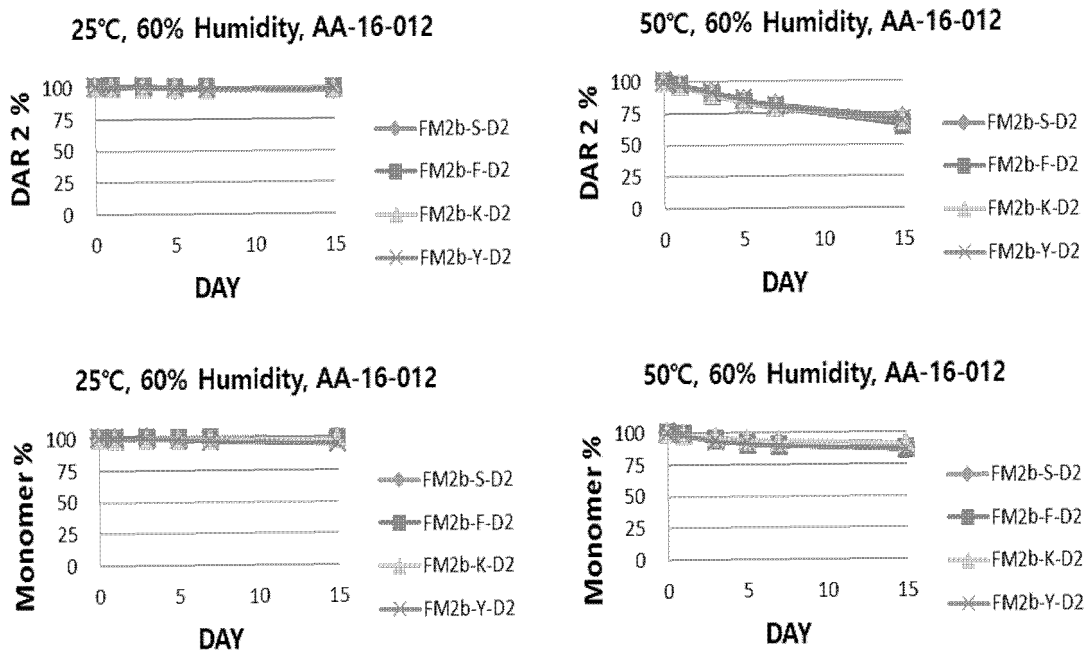 25℃, 60% Humidity, AA-16-012
DAR 2 %
100
75
50
25
0
0 5 10 15
DAY
FM2b-S-D2
FM2b-F-D2
FM2b-K-D2
FM2b-Y-D2
50℃, 60% Humidity, AA-16-012
DAR 2 %
100
75
50
25
0
0 5 10 15
DAY
FM2b-S-D2
FM2b-F-D2
FM2b-K-D2
FM2b-Y-D2
25℃, 60% Humidity, AA-16-012
Monomer %
100
75
50
25
0
0 5 10 15
DAY
FM2b-S-D2
FM2b-F-D2
FM2b-K-D2
FM2b-Y-D2
50℃, 60% Humidity, AA-16-012
Monomer %
100
75
50
25
0
0 5 10 15
DAY
FM2b-S-D2
FM2b-F-D2
FM2b-K-D2
FM2b-Y-D2